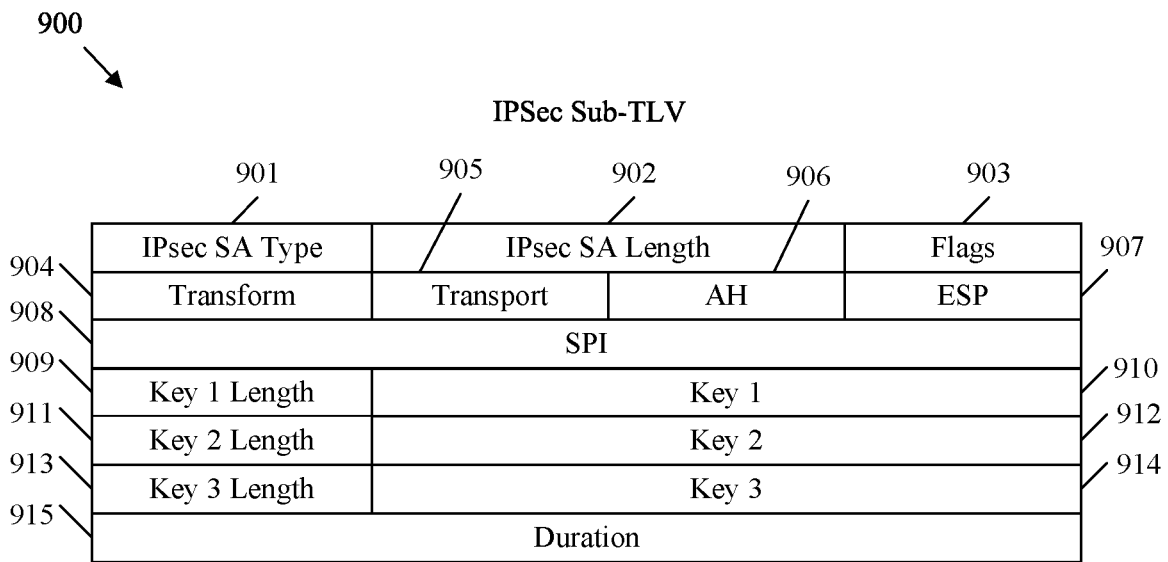 900
IPSec Sub-TLV
901 905 902 906 903
IPsec SA Type IPsec SA Length Flags
904 907
Transform Transport AH ESP
908
SPI
909 910
Key 1 Length Key 1
911 912
Key 2 Length Key 2
913 914
Key 3 Length Key 3
915
Duration